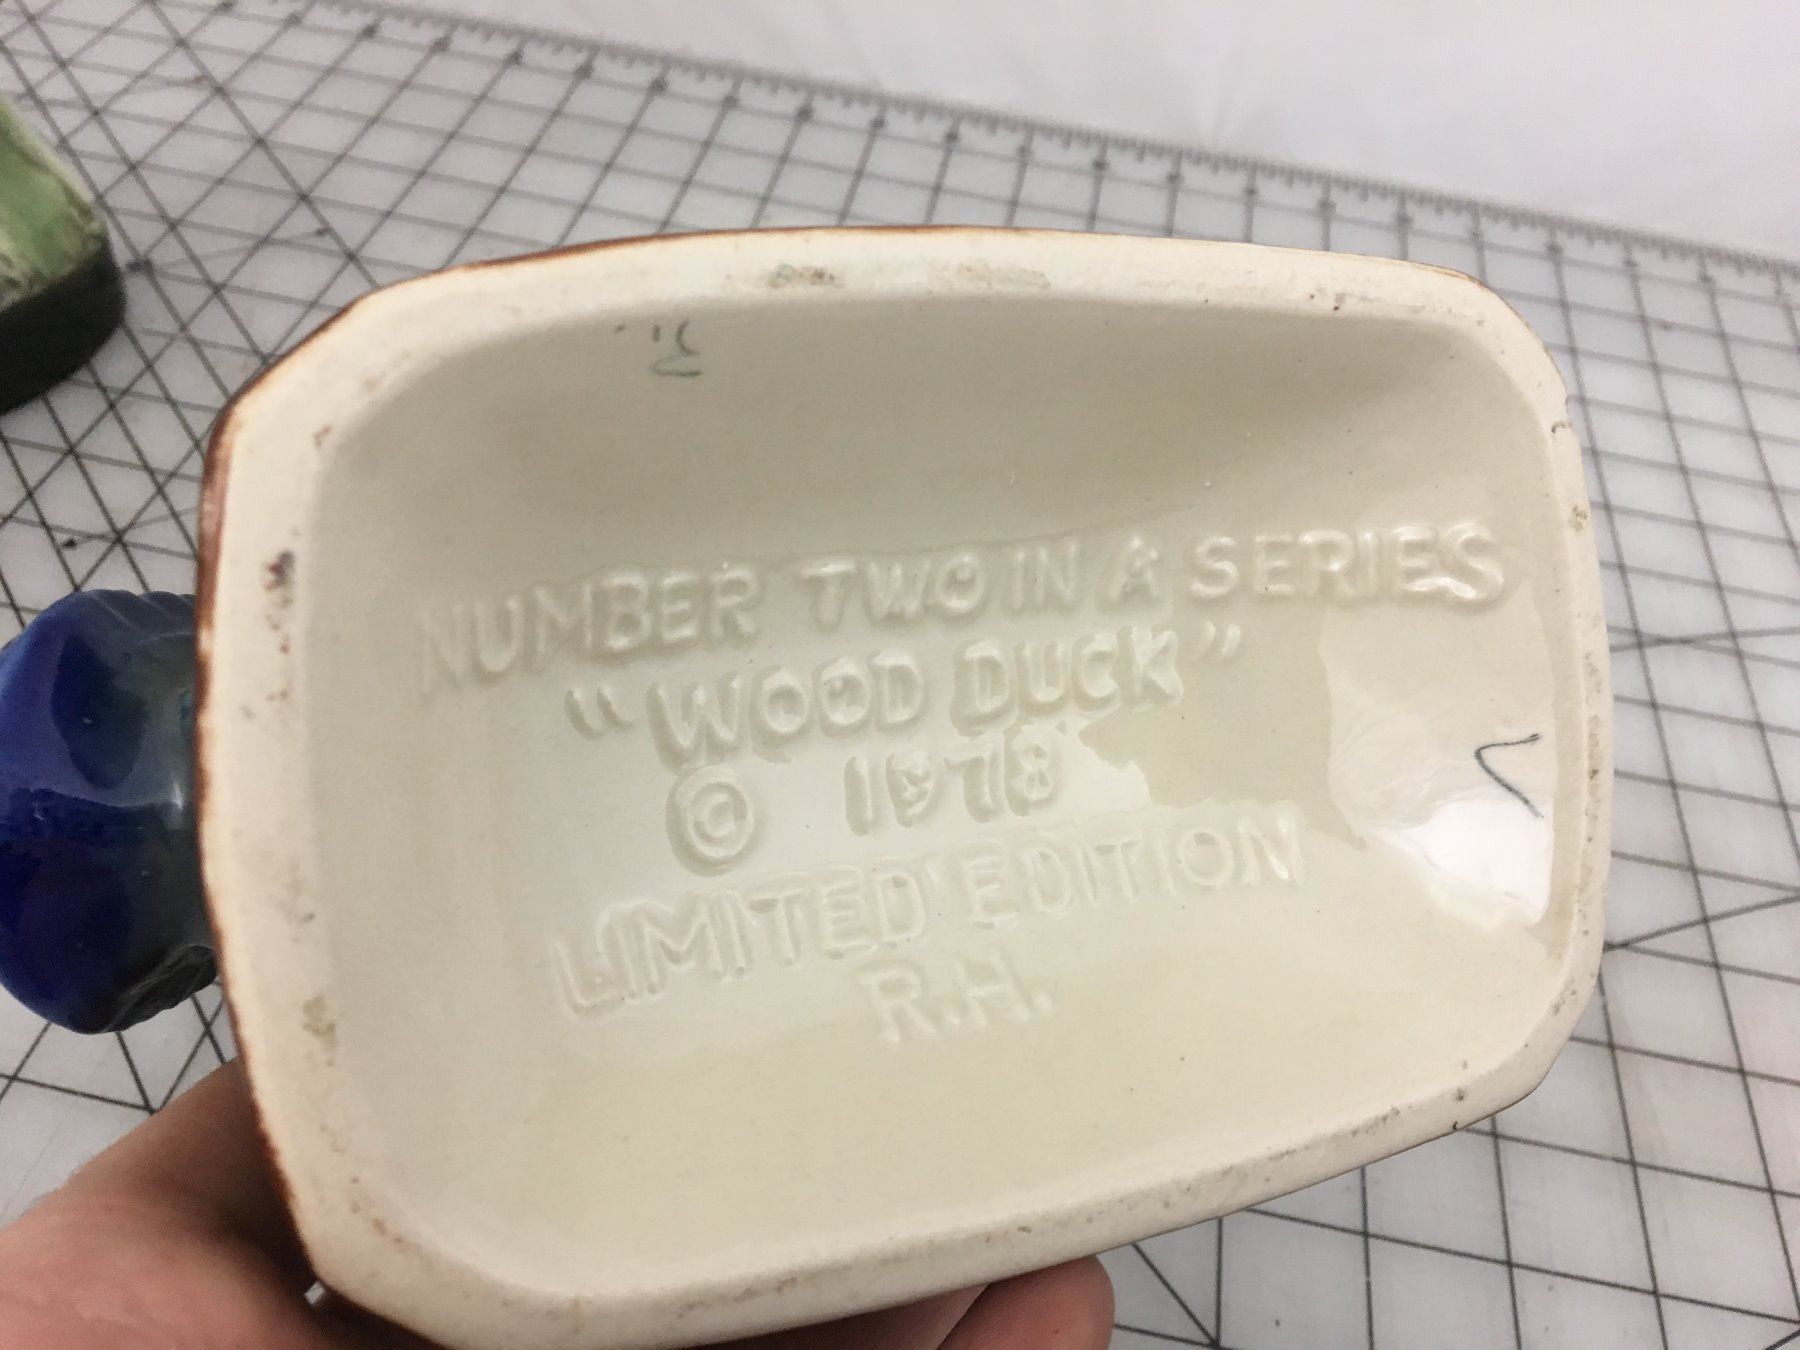 NUMBER TWO IN A SERIES
"WOOD DUCK"
© 1978
LIMITED EDITION
R.H.